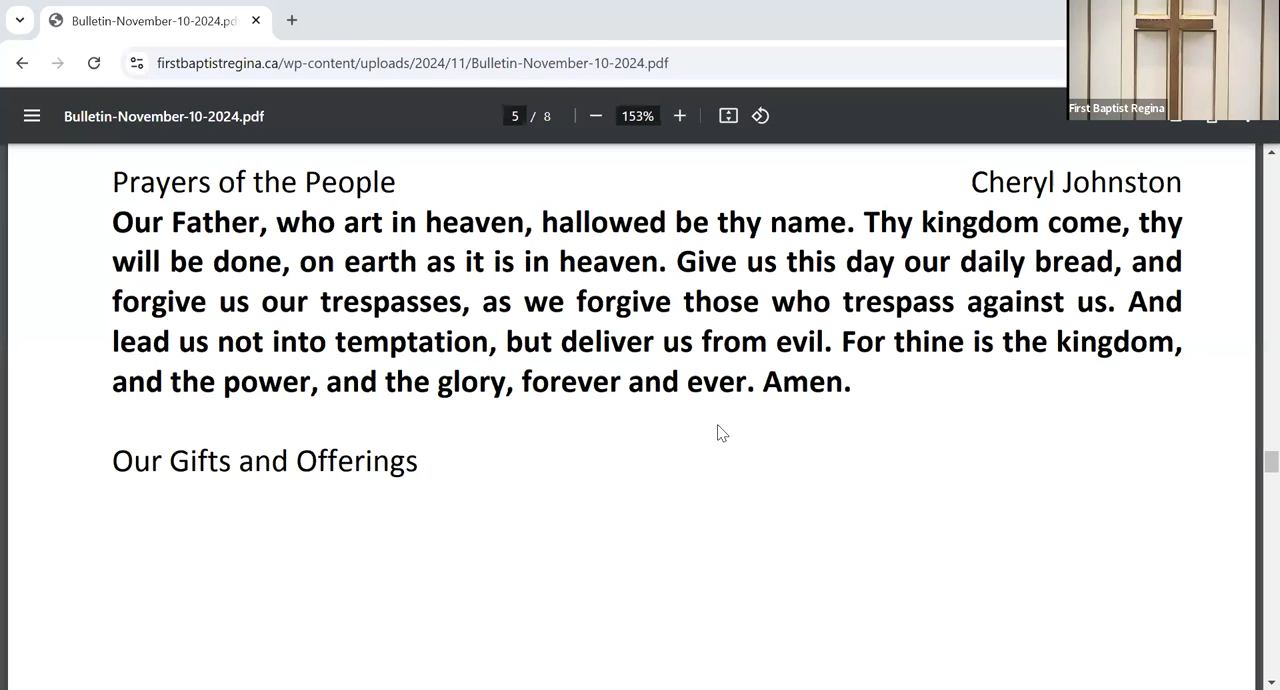 Bulletin-November-10-2024.pd
firstbaptistregina.ca/wp-content/uploads/2024/11/Bulletin-November-10-2024.pdf
First Baptist Regina
Bulletin-November-10-2024.pdf
5 / 8
153%
Prayers of the People Cheryl Johnston
Our Father, who art in heaven, hallowed be thy name. Thy kingdom come, thy
will be done, on earth as it is in heaven. Give us this day our daily bread, and
forgive us our trespasses, as we forgive those who trespass against us. And
lead us not into temptation, but deliver us from evil. For thine is the kingdom,
and the power, and the glory, forever and ever. Amen.
Our Gifts and Offerings